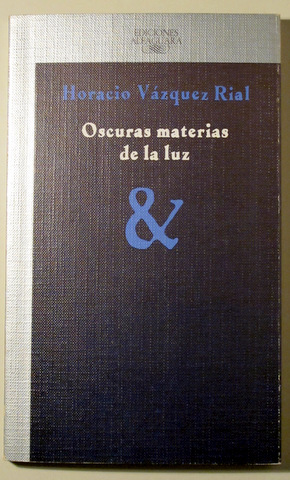 EDICIONES
ALFAGUARA
Horacio Vázquez Rial
Oscuras materias
de la luz
&